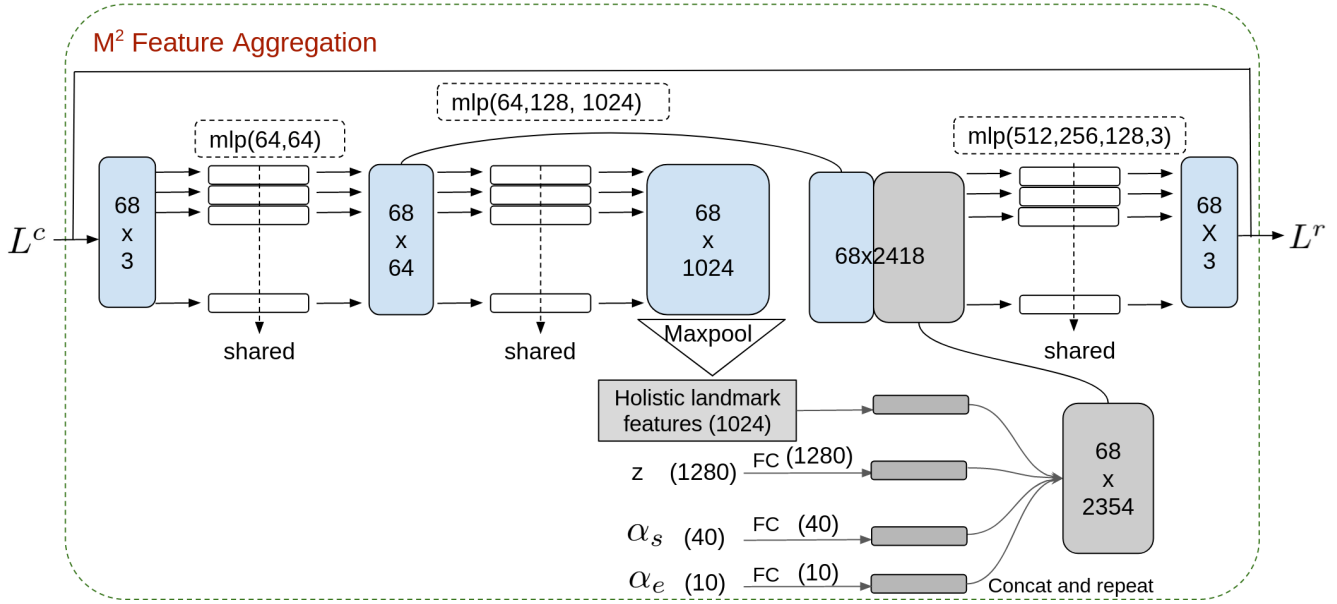 M² Feature Aggregation
mlp(64,128, 1024)
mlp(64,64)
mlp(512,256,128,3)
L^c
68
x
3
68
x
64
68
x
1024
68x2418
68
X
3
L^r
shared
shared
shared
Maxpool
Holistic landmark
features (1024)
z (1280) FC (1280)
α_s (40) FC (40)
α_e (10) FC (10)
68
x
2354
Concat and repeat